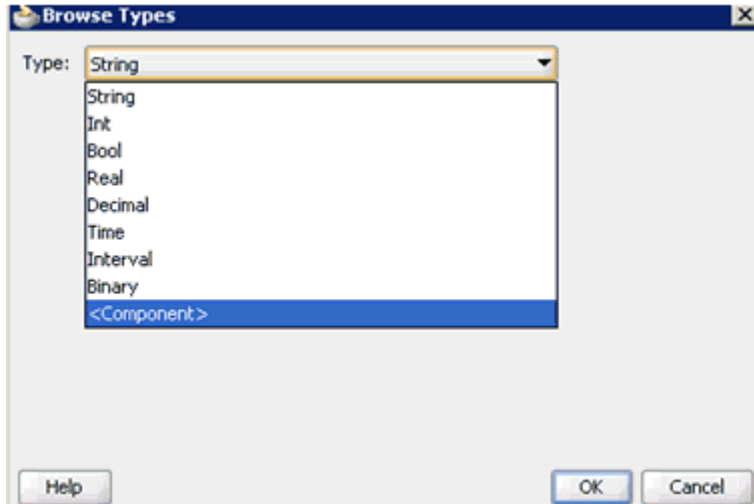 Browse Types
Type: String
String
Int
Bool
Real
Decimal
Time
Interval
Binary
<Component>
Help OK Cancel